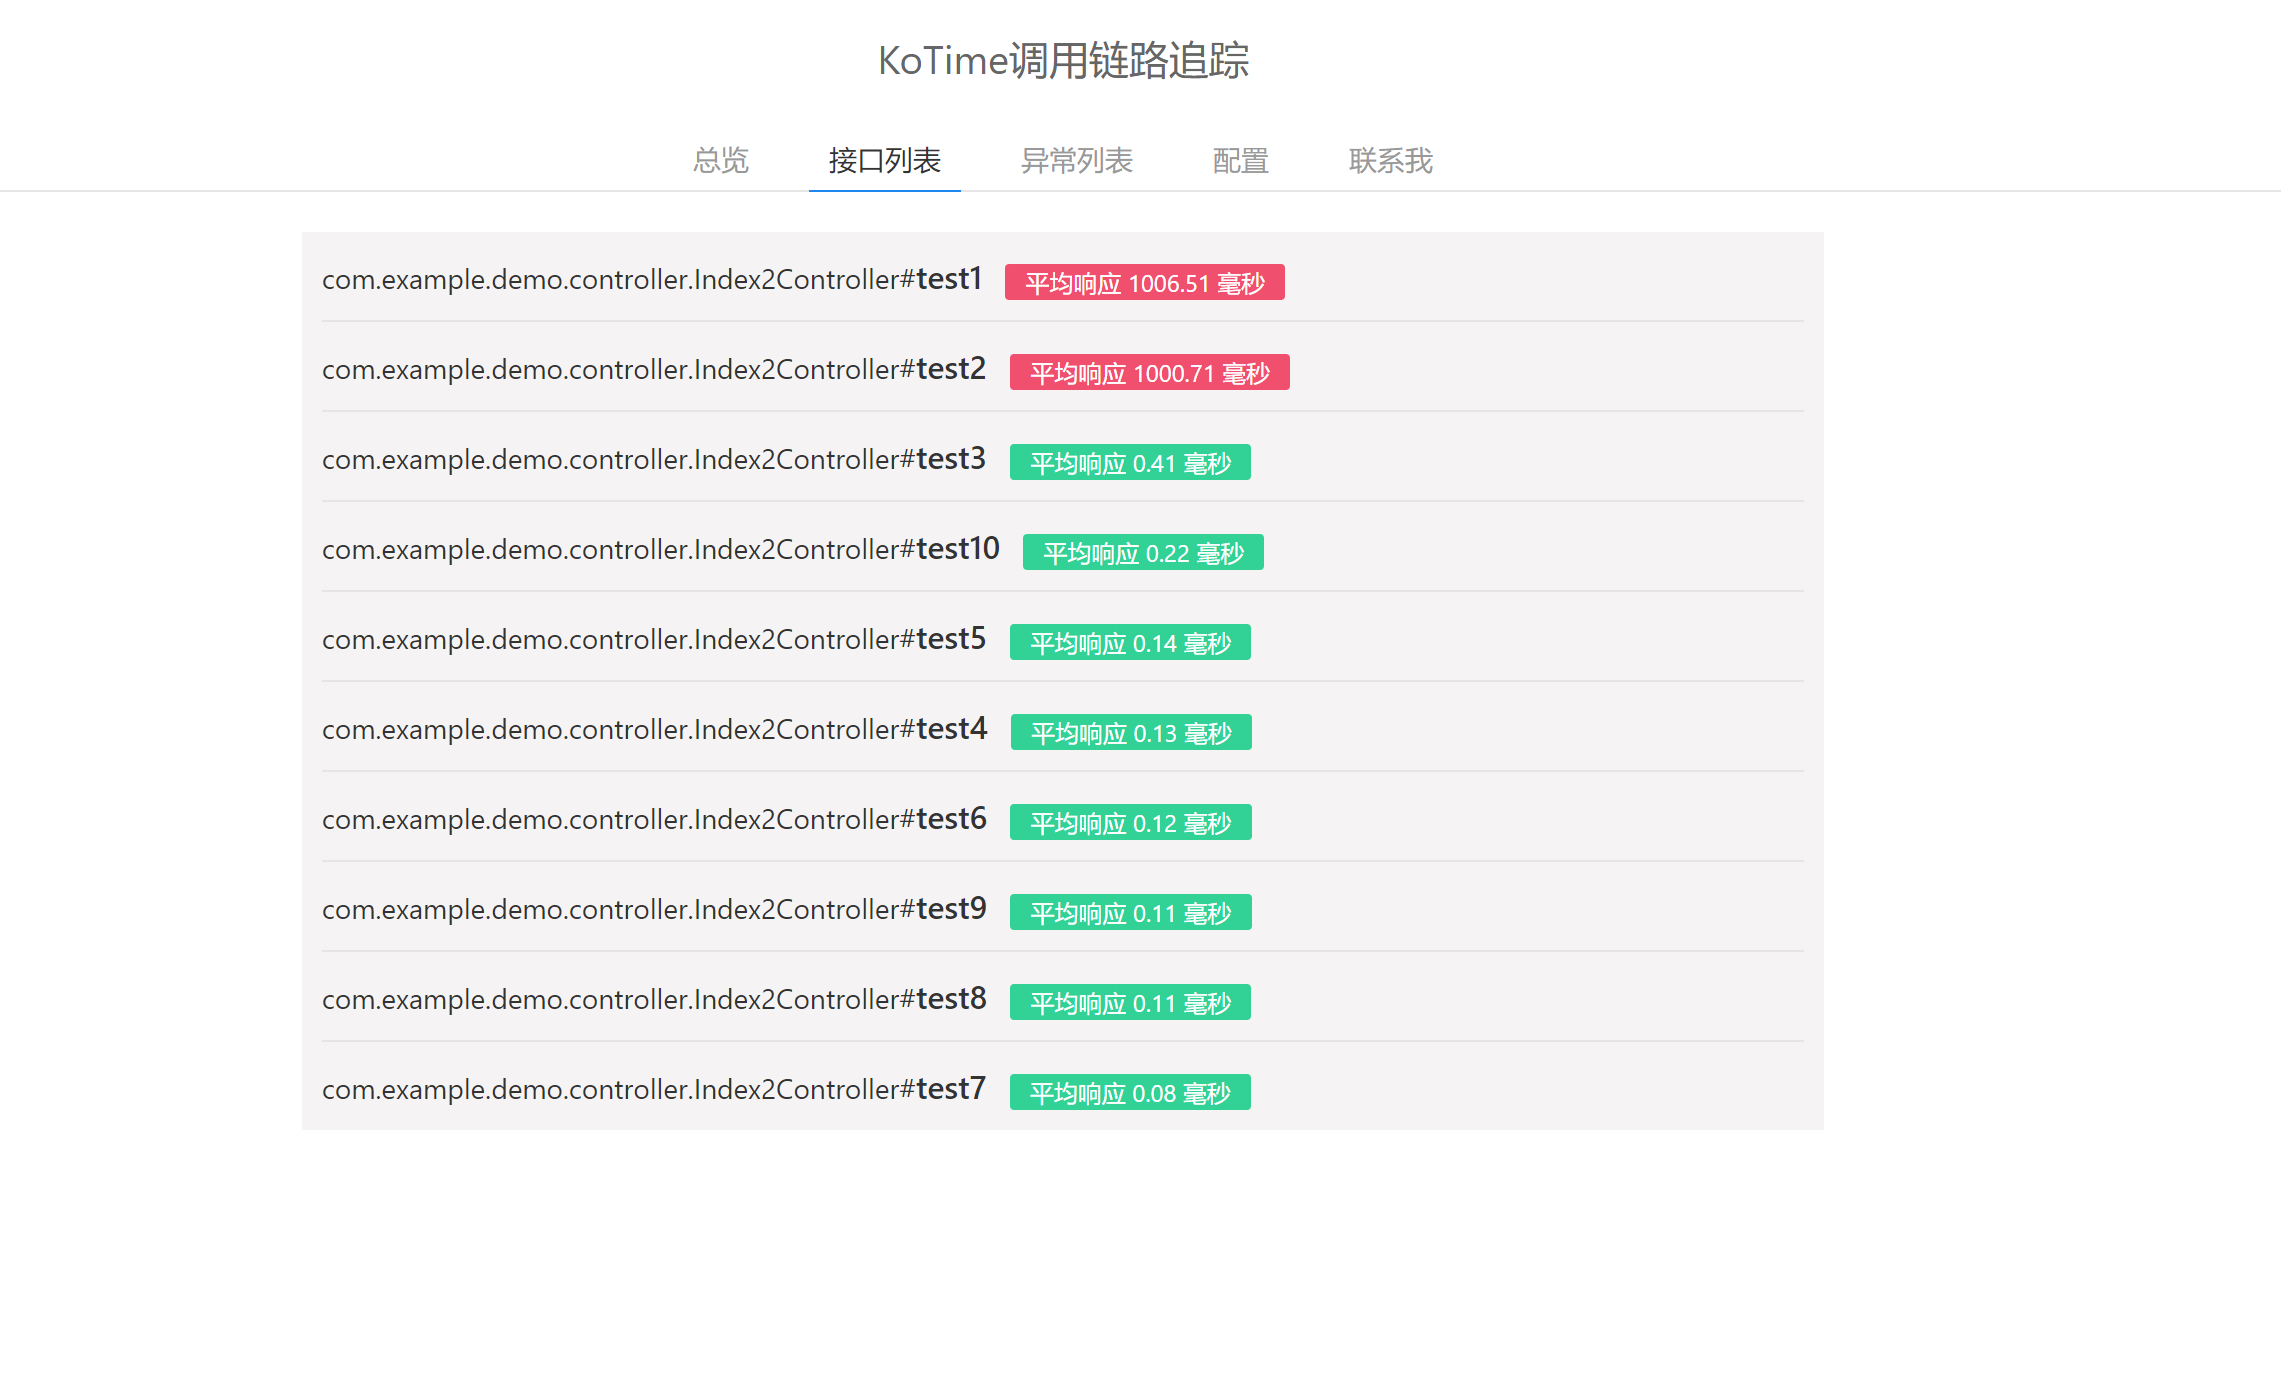 KoTime调用链路追踪
总览 接口列表 异常列表 配置 联系我
com.example.demo.controller.Index2Controller#test1 平均响应 1006.51 毫秒
com.example.demo.controller.Index2Controller#test2 平均响应 1000.71 毫秒
com.example.demo.controller.Index2Controller#test3 平均响应 0.41 毫秒
com.example.demo.controller.Index2Controller#test10 平均响应 0.22 毫秒
com.example.demo.controller.Index2Controller#test5 平均响应 0.14 毫秒
com.example.demo.controller.Index2Controller#test4 平均响应 0.13 毫秒
com.example.demo.controller.Index2Controller#test6 平均响应 0.12 毫秒
com.example.demo.controller.Index2Controller#test9 平均响应 0.11 毫秒
com.example.demo.controller.Index2Controller#test8 平均响应 0.11 毫秒
com.example.demo.controller.Index2Controller#test7 平均响应 0.08 毫秒